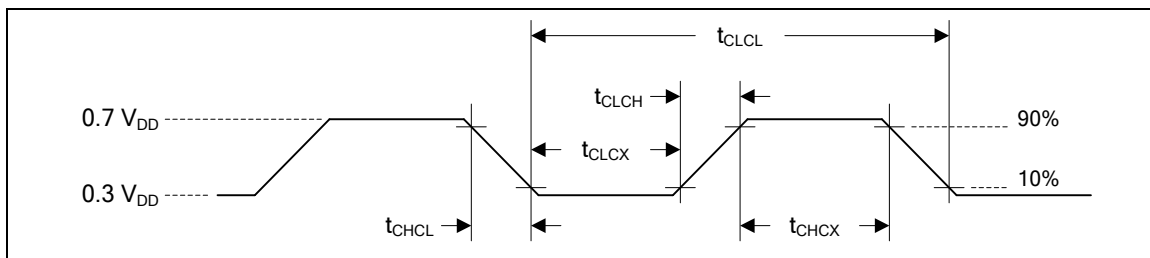 tCLCL
tCLCH
0.7 VDD
90%
tCLCX
0.3 VDD
10%
tCHCL
tCHCX